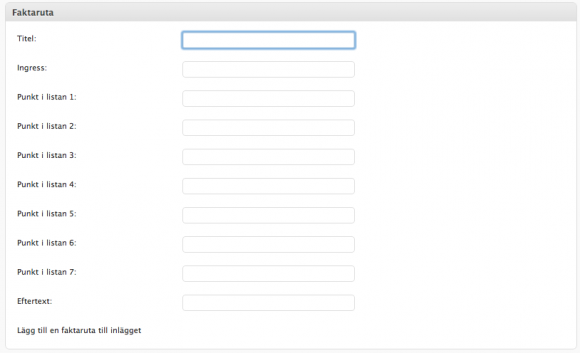 Faktaruta
Titel:
Ingress:
Punkt i listan 1:
Punkt i listan 2:
Punkt i listan 3:
Punkt i listan 4:
Punkt i listan 5:
Punkt i listan 6:
Punkt i listan 7:
Eftertext:
Lägg till en faktaruta till inlägget